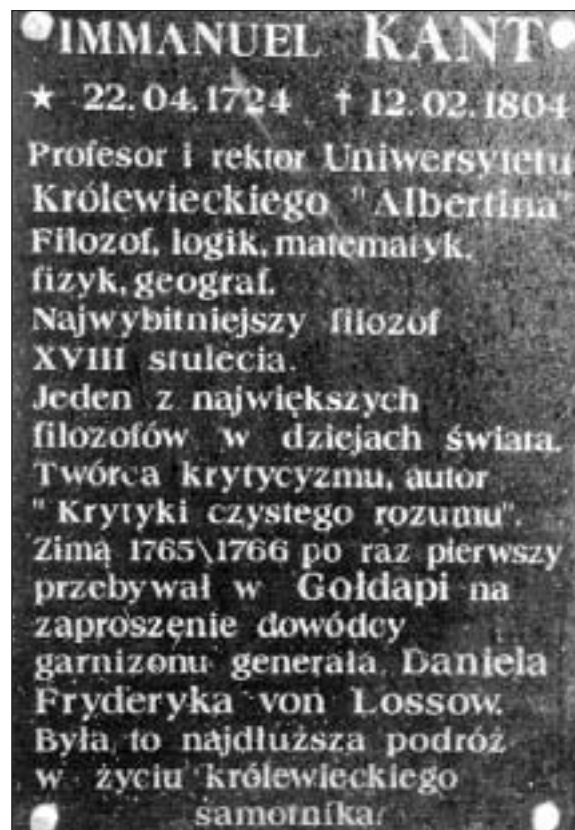 IMMANUEL KANT
★ 22.04.1724 † 12.02.1804
Profesor i rektor Uniwersytetu
Królewieckiego "Albertina"
Filozof, logik, matematyk,
fizyk, geograf.
Najwybitniejszy filozof
XVIII stulecia.
Jeden z największych
filozofów w dziejach świata.
Twórca krytycyzmu, autor
"Krytyki czystego rozumu".
Zimą 1765\1766 po raz pierwszy
przebywał w Gołdapi na
zaproszenie dowódcy
garnizonu generała Daniela
Fryderyka von Lossow.
Była to najdłuższa podróż
w życiu królewieckiego
samotnika.